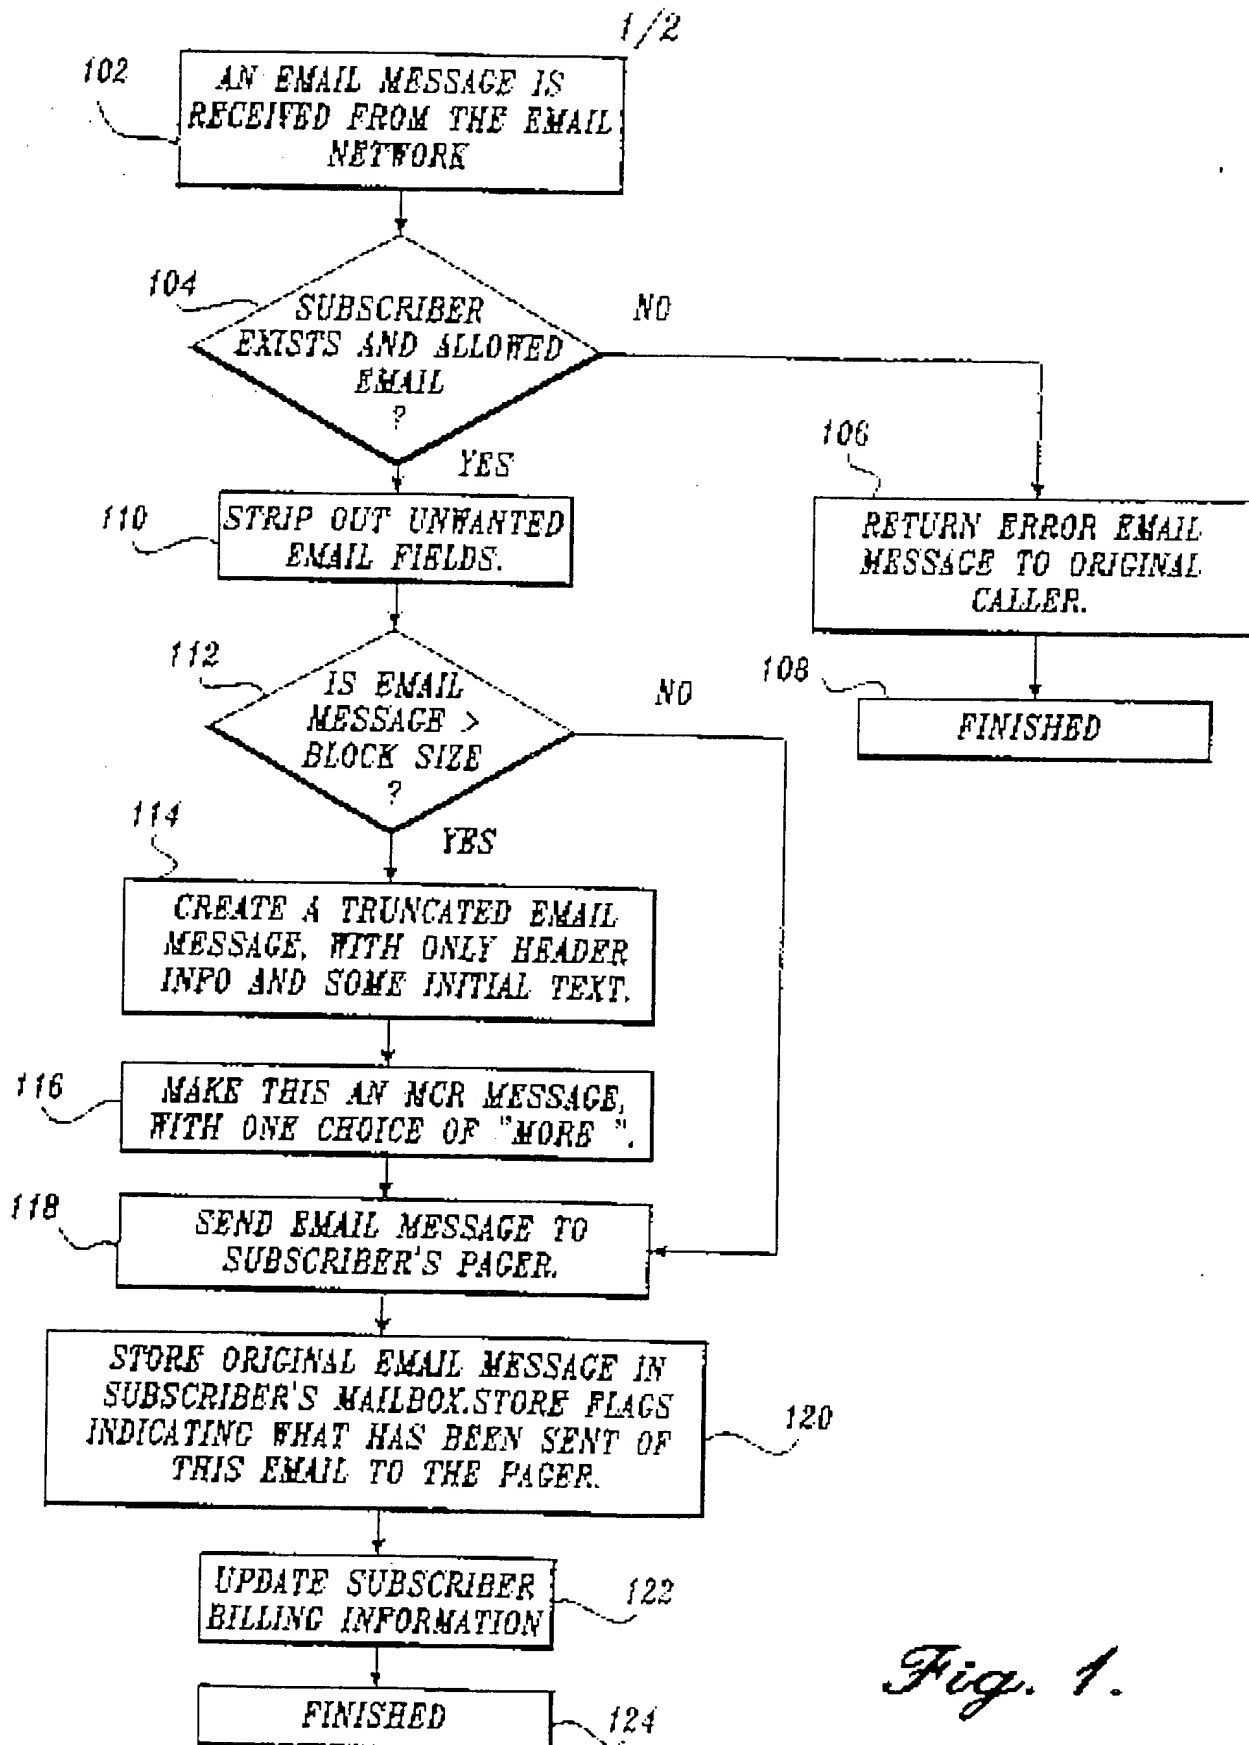 1/2
102
AN EMAIL MESSAGE IS
RECEIVED FROM THE EMAIL
NETWORK
104
SUBSCRIBER
EXISTS AND ALLOWED
EMAIL
?
NO
YES
106
RETURN ERROR EMAIL
MESSAGE TO ORIGINAL
CALLER.
108
FINISHED
110
STRIP OUT UNWANTED
EMAIL FIELDS.
112
IS EMAIL
MESSAGE >
BLOCK SIZE
?
NO
YES
114
CREATE A TRUNCATED EMAIL
MESSAGE, WITH ONLY HEADER
INFO AND SOME INITIAL TEXT.
116
MAKE THIS AN MCR MESSAGE,
WITH ONE CHOICE OF "MORE ".
118
SEND EMAIL MESSAGE TO
SUBSCRIBER'S PAGER.
STORE ORIGINAL EMAIL MESSAGE IN
SUBSCRIBER'S MAILBOX.STORE FLAGS
INDICATING WHAT HAS BEEN SENT OF
THIS EMAIL TO THE PAGER.
120
UPDATE SUBSCRIBER
BILLING INFORMATION
122
FINISHED
124
Fig. 1.